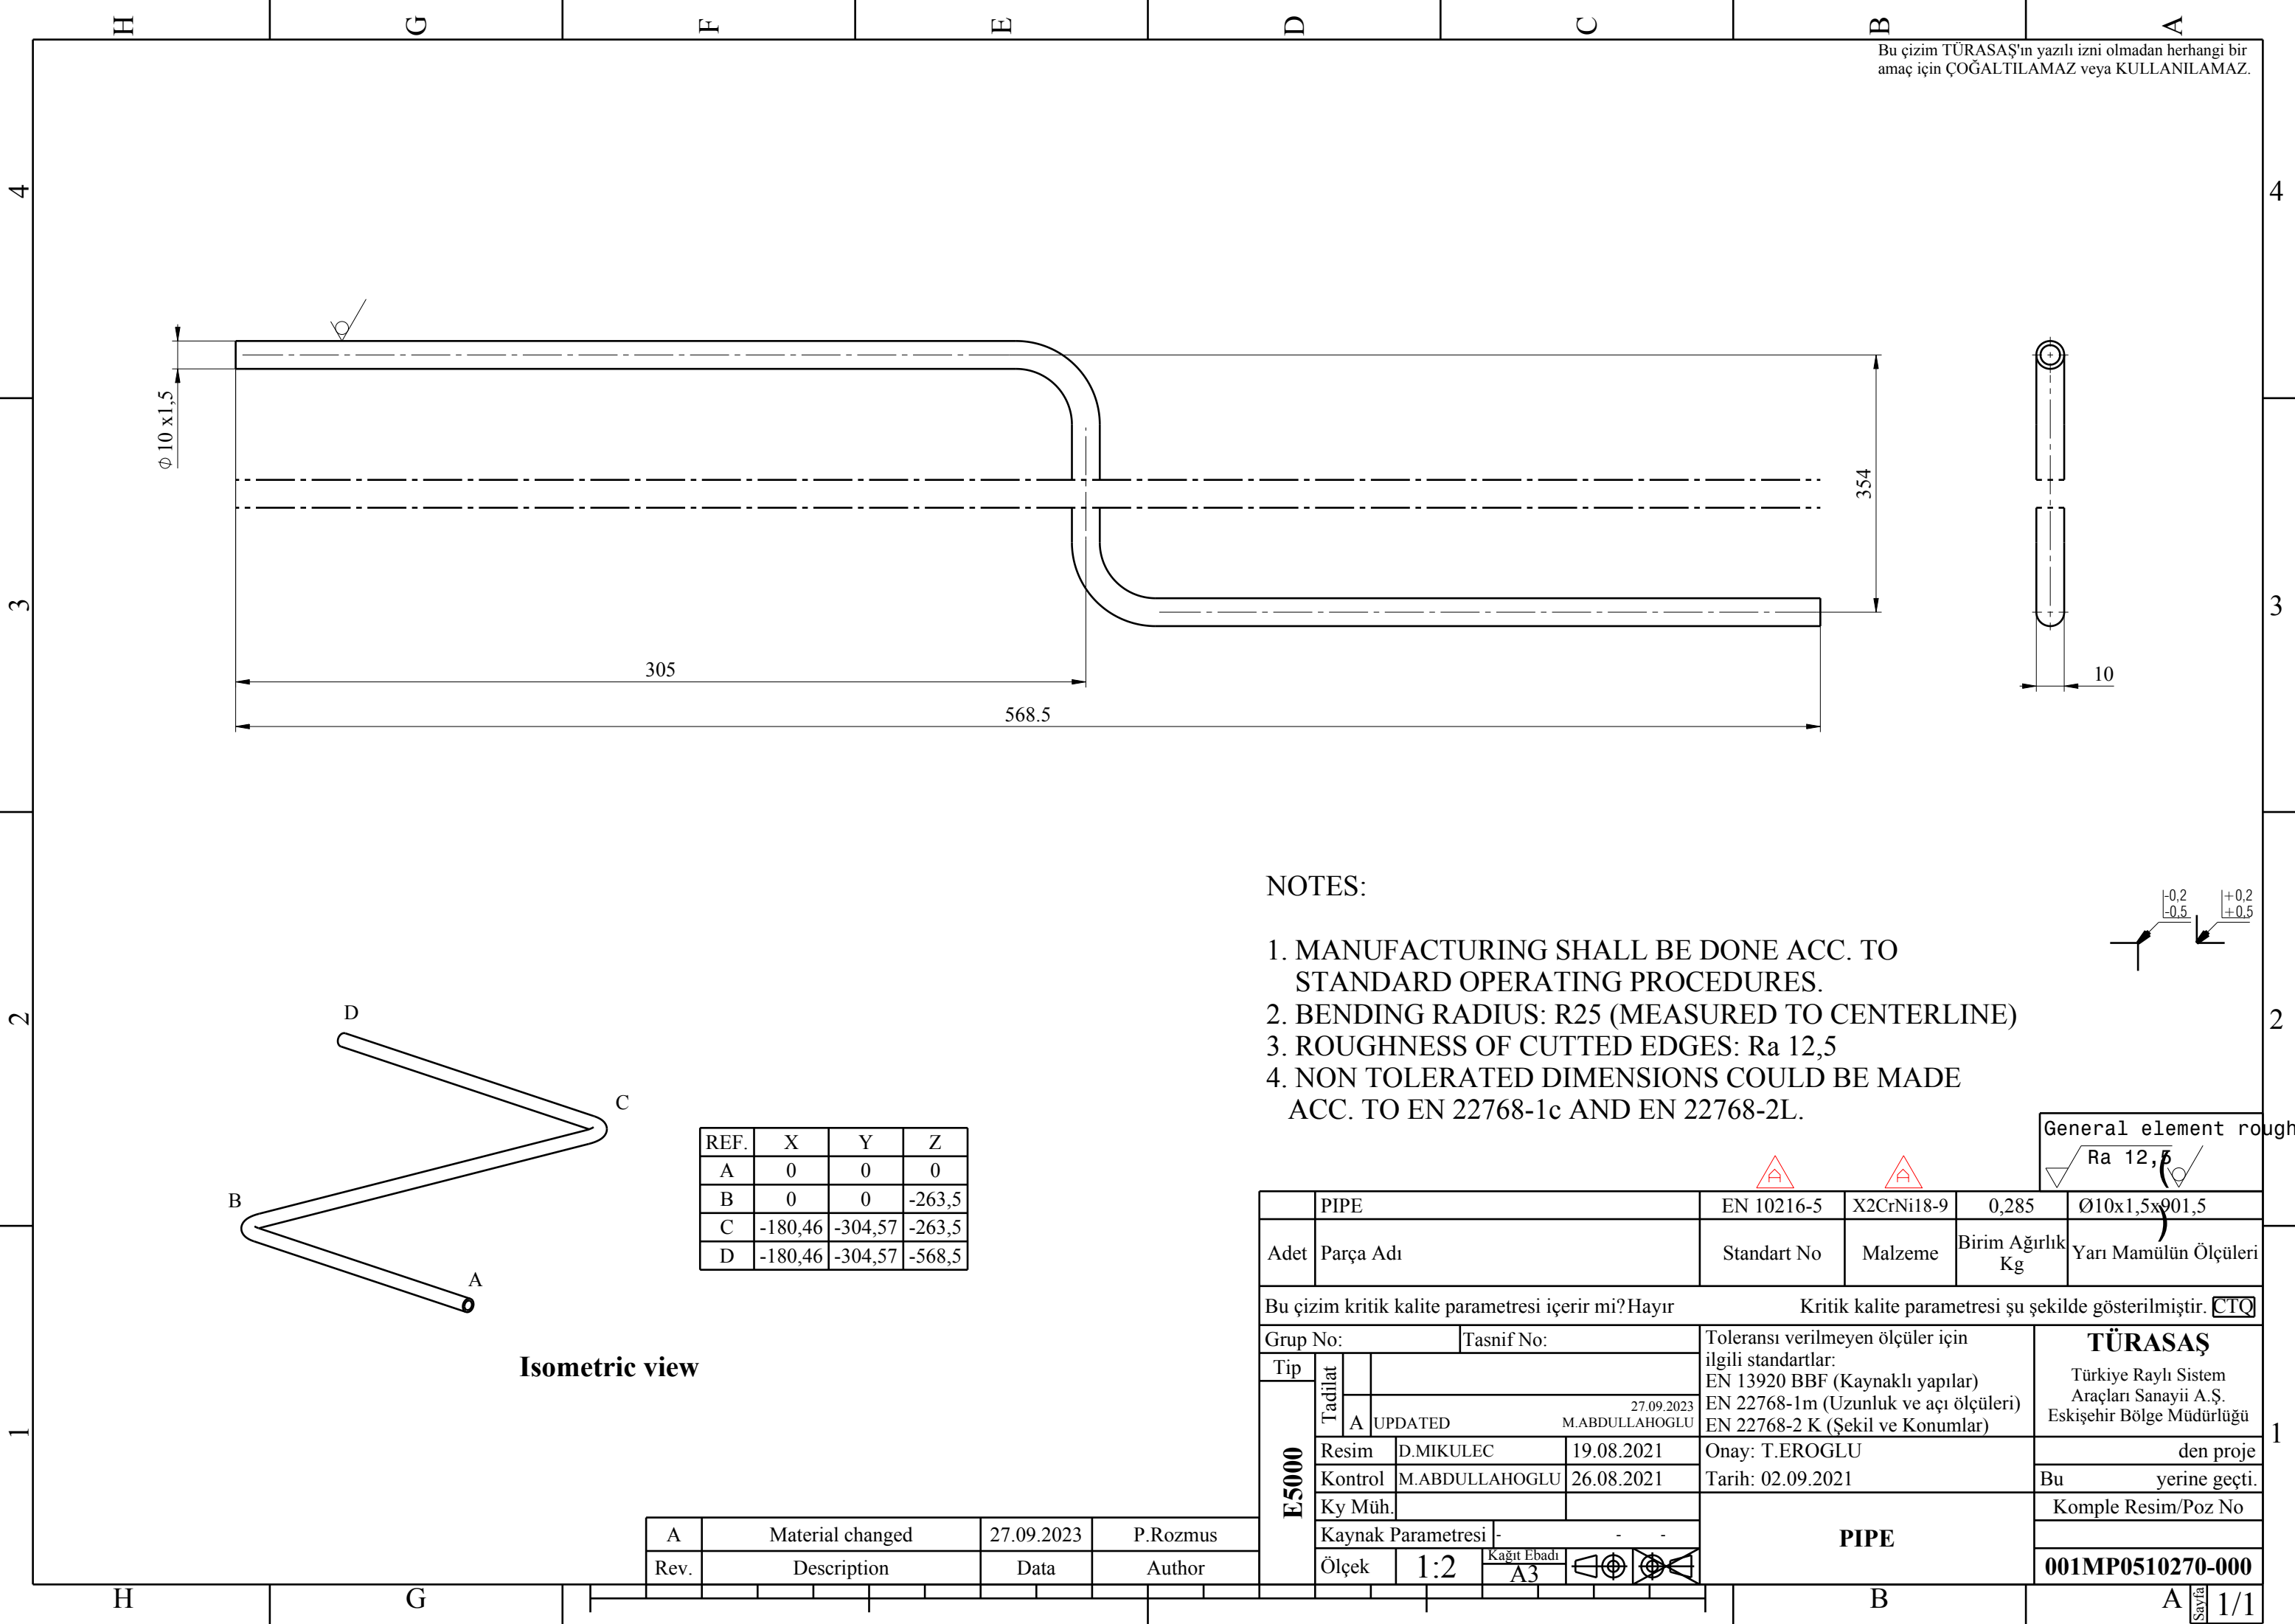 H G F E D C B A
Bu çizim TÜRASAŞ'ın yazılı izni olmadan herhangi bir
amaç için ÇOĞALTILAMAZ veya KULLANILAMAZ.
4
4
3
3
2
2
1
1
Φ 10 x1,5
354
305
568.5
10
NOTES:
1. MANUFACTURING SHALL BE DONE ACC. TO
STANDARD OPERATING PROCEDURES.
2. BENDING RADIUS: R25 (MEASURED TO CENTERLINE)
3. ROUGHNESS OF CUTTED EDGES: Ra 12,5
4. NON TOLERATED DIMENSIONS COULD BE MADE
ACC. TO EN 22768-1c AND EN 22768-2L.
-0,2 +0,2
-0,5 +0,5
D
C
B
A
Isometric view
REF. X Y Z
A 0 0 0
B 0 0 -263,5
C -180,46 -304,57 -263,5
D -180,46 -304,57 -568,5
General element rough
Ra 12,5 ( )
A A
PIPE EN 10216-5 X2CrNi18-9 0,285 Ø10x1,5x901,5
Adet Parça Adı Standart No Malzeme Birim Ağırlık Kg Yarı Mamülün Ölçüleri
Bu çizim kritik kalite parametresi içerir mi?Hayır Kritik kalite parametresi şu şekilde gösterilmiştir. CTQ
Grup No: Tasnif No:
Tip
Tadilat
A UPDATED 27.09.2023 M.ABDULLAHOGLU
E5000
Toleransı verilmeyen ölçüler için
ilgili standartlar:
EN 13920 BBF (Kaynaklı yapılar)
EN 22768-1m (Uzunluk ve açı ölçüleri)
EN 22768-2 K (Şekil ve Konumlar)
TÜRASAŞ
Türkiye Raylı Sistem
Araçları Sanayii A.Ş.
Eskişehir Bölge Müdürlüğü
Resim D.MIKULEC 19.08.2021 Onay: T.EROGLU den proje
Kontrol M.ABDULLAHOGLU 26.08.2021 Tarih: 02.09.2021 Bu yerine geçti.
Ky Müh. Komple Resim/Poz No
Kaynak Parametresi - - -
PIPE
Ölçek 1:2 Kağıt Ebadı A3
001MP0510270-000
A Material changed 27.09.2023 P.Rozmus
Rev. Description Data Author
H G B A
Sayfa 1/1